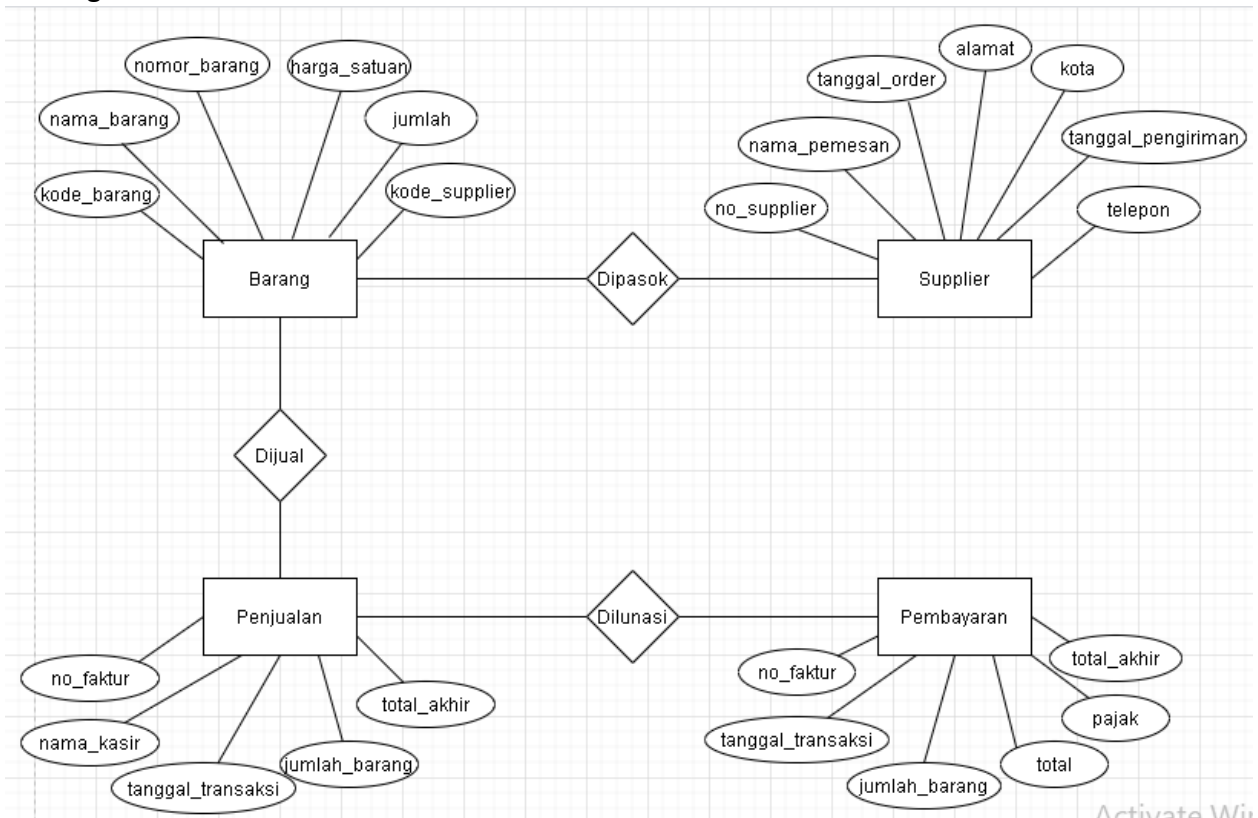 nomor_barang
harga_satuan
nama_barang
jumlah
kode_barang
kode_supplier
Barang
Dipasok
alamat
tanggal_order
kota
nama_pemesan
tanggal_pengiriman
no_supplier
telepon
Supplier
Dijual
Penjualan
Dilunasi
Pembayaran
no_faktur
total_akhir
nama_kasir
jumlah_barang
tanggal_transaksi
no_faktur
total_akhir
tanggal_transaksi
pajak
jumlah_barang
total